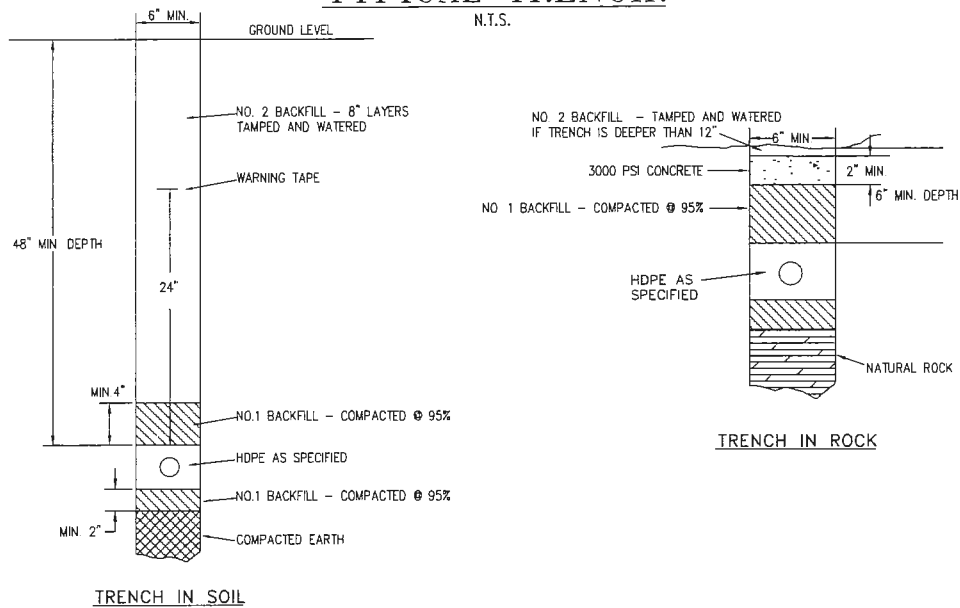 N.T.S.
6" MIN.
GROUND LEVEL
NO. 2 BACKFILL - 8" LAYERS
TAMPED AND WATERED
WARNING TAPE
48" MIN DEPTH
24"
MIN 4"
NO.1 BACKFILL - COMPACTED @ 95%
HDPE AS SPECIFIED
NO.1 BACKFILL - COMPACTED @ 95%
MIN. 2"
COMPACTED EARTH
TRENCH IN SOIL
NO. 2 BACKFILL - TAMPED AND WATERED
IF TRENCH IS DEEPER THAN 12"
6" MIN
3000 PSI CONCRETE
2" MIN.
6" MIN. DEPTH
NO 1 BACKFILL - COMPACTED @ 95%
HDPE AS
SPECIFIED
NATURAL ROCK
TRENCH IN ROCK